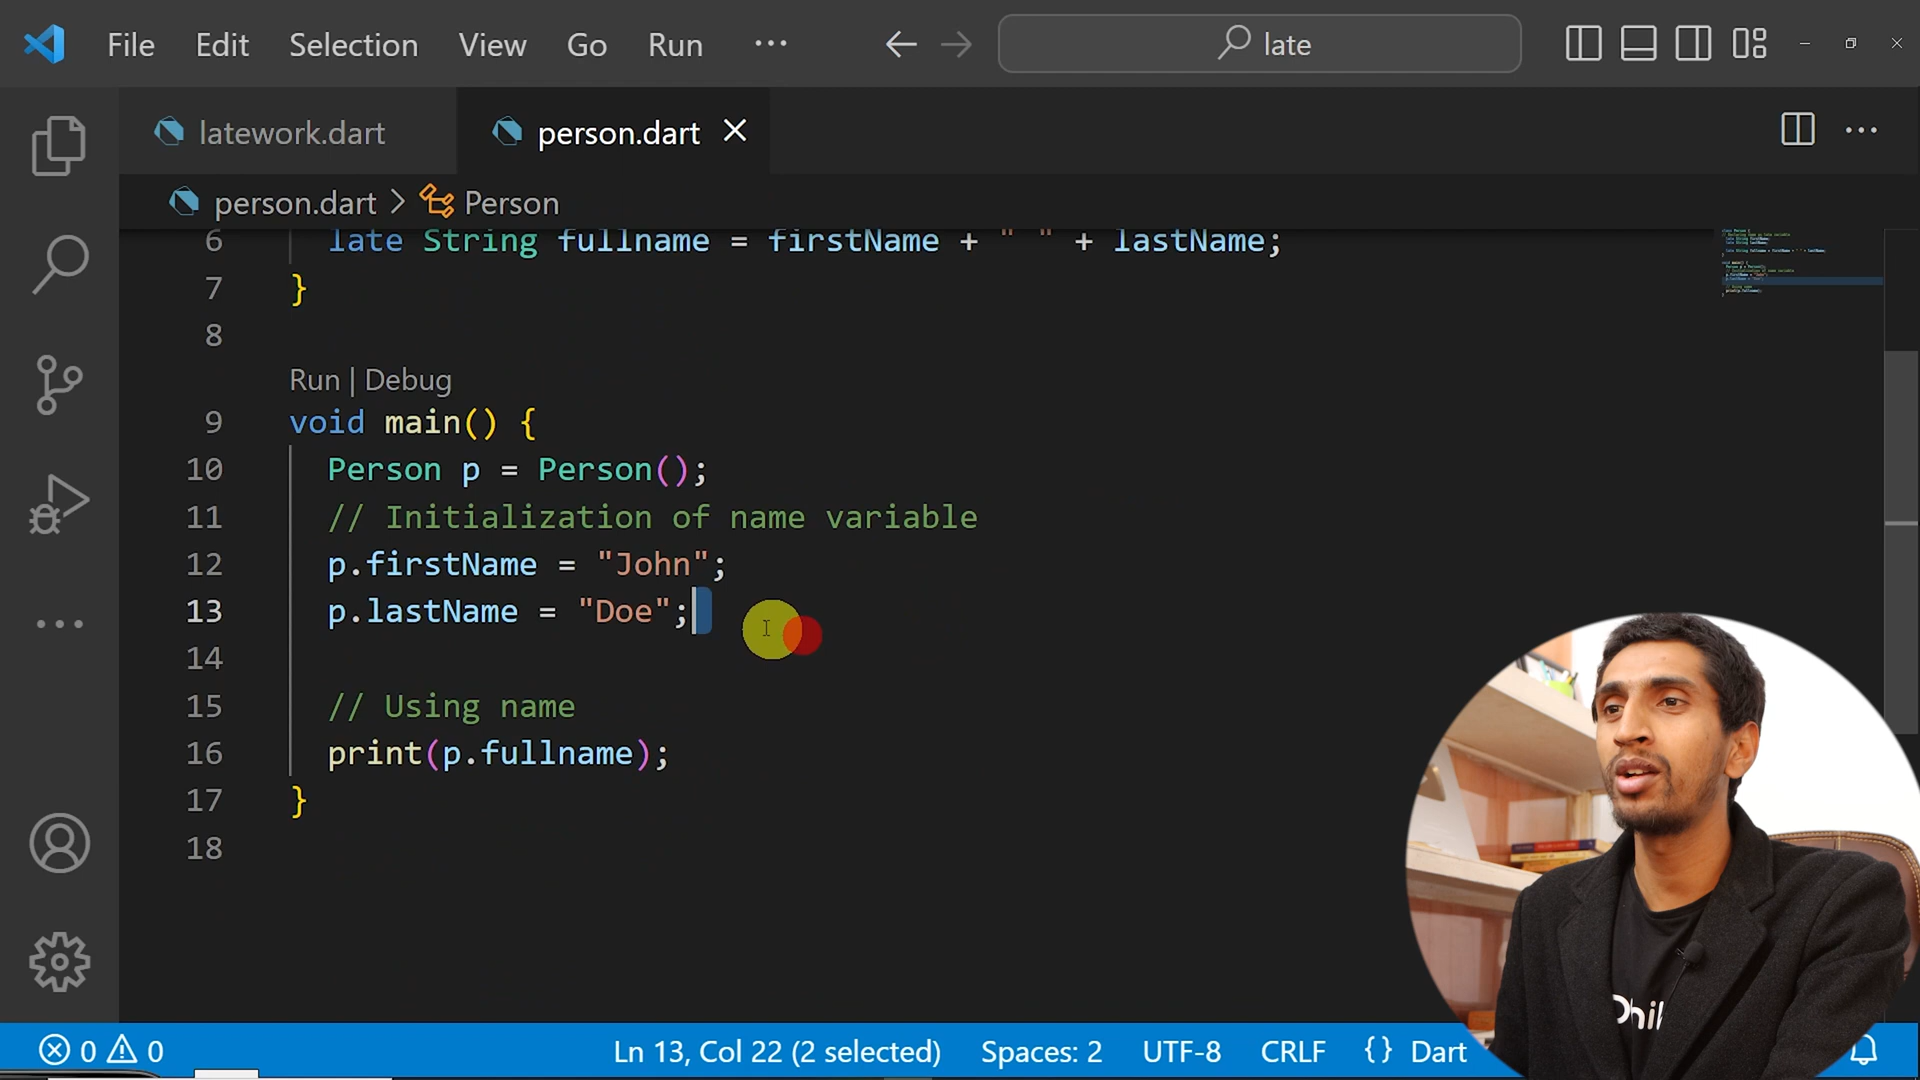 File Edit Selection View Go Run ··· late
latework.dart person.dart
person.dart > Person
6 late String fullname = firstName + " " + lastName;
7 }
8
Run | Debug
9 void main() {
10 Person p = Person();
11 // Initialization of name variable
12 p.firstName = "John";
13 p.lastName = "Doe";
14
15 // Using name
16 print(p.fullname);
17 }
18
0 0 Ln 13, Col 22 (2 selected) Spaces: 2 UTF-8 CRLF {} Dart